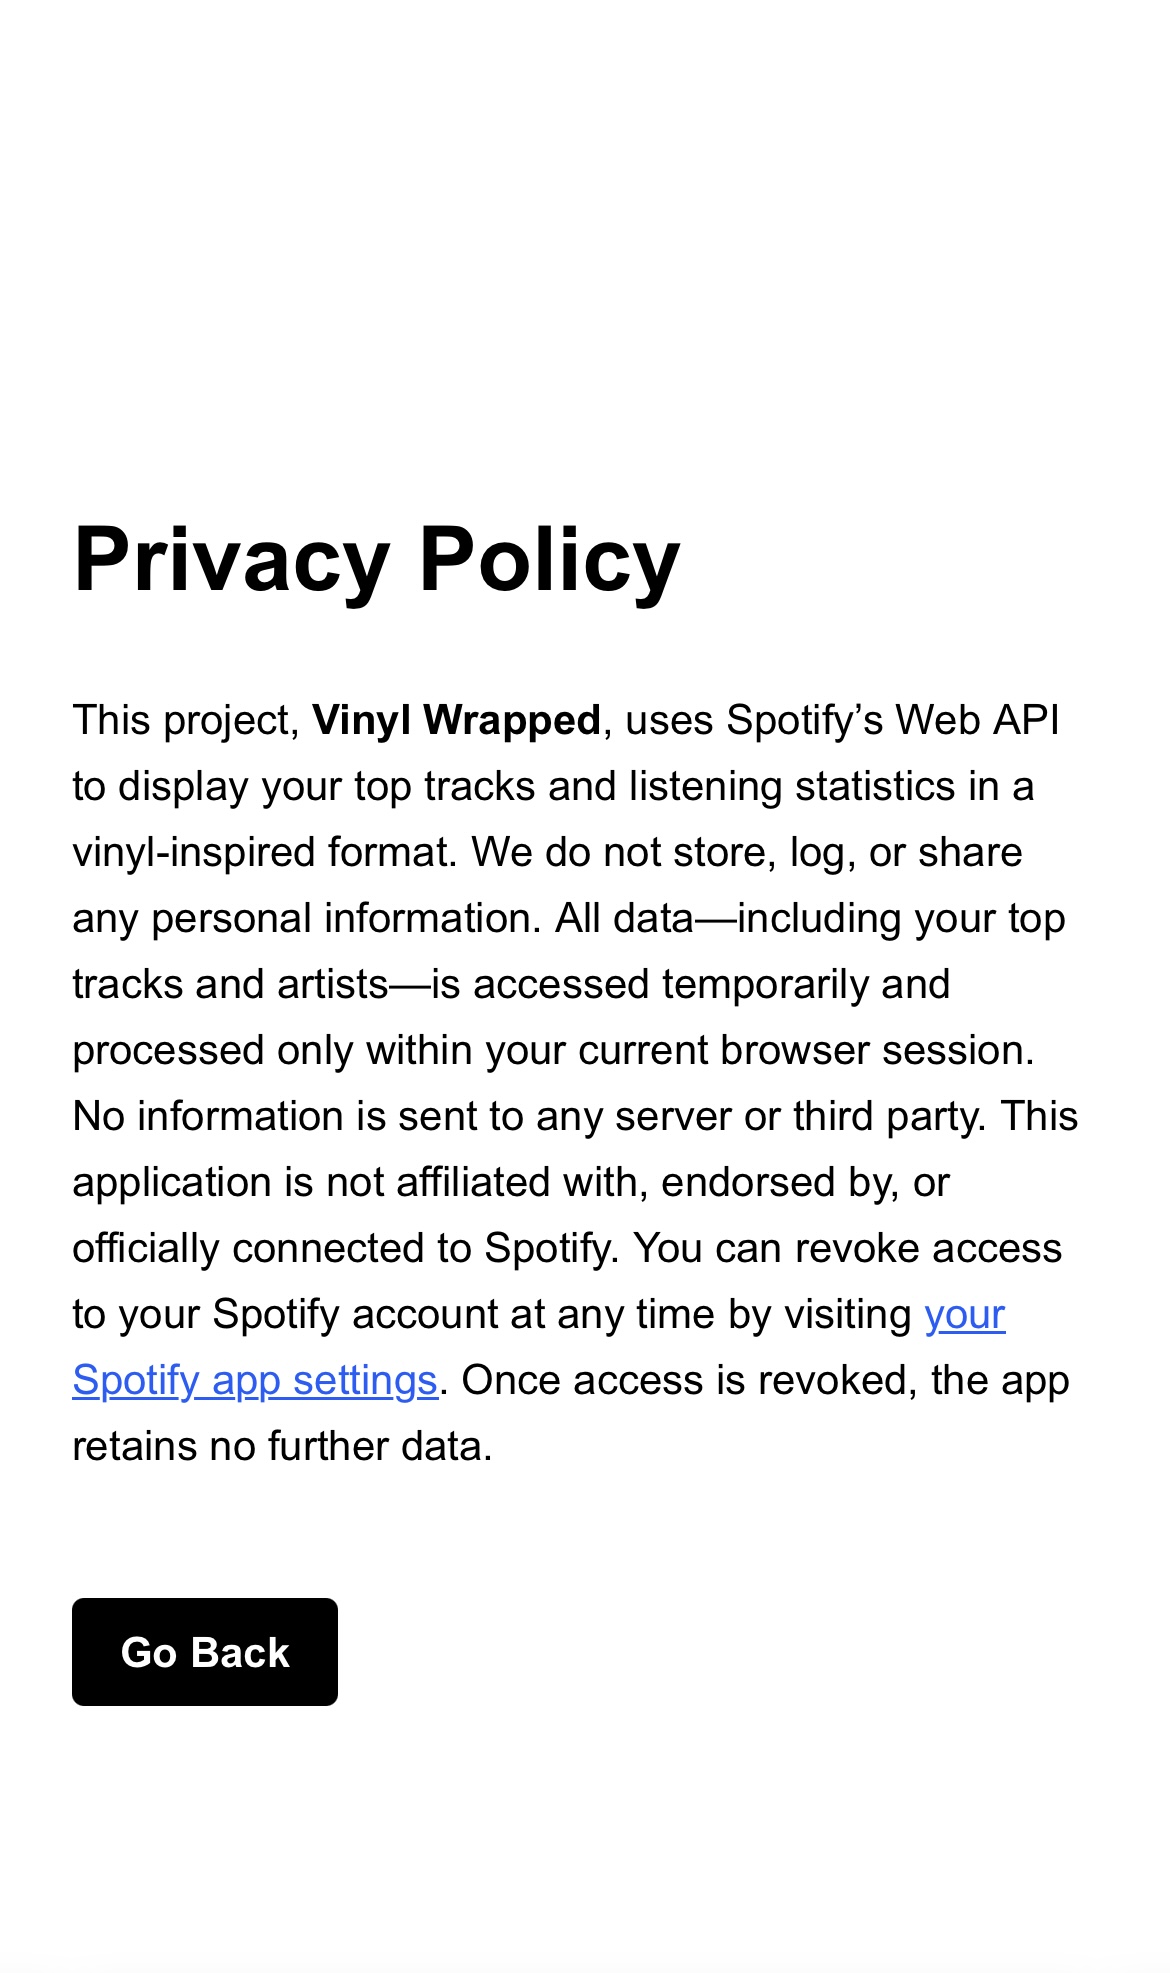 Privacy Policy
This project, Vinyl Wrapped, uses Spotify’s Web API
to display your top tracks and listening statistics in a
vinyl-inspired format. We do not store, log, or share
any personal information. All data—including your top
tracks and artists—is accessed temporarily and
processed only within your current browser session.
No information is sent to any server or third party. This
application is not affiliated with, endorsed by, or
officially connected to Spotify. You can revoke access
to your Spotify account at any time by visiting your
Spotify app settings. Once access is revoked, the app
retains no further data.
Go Back